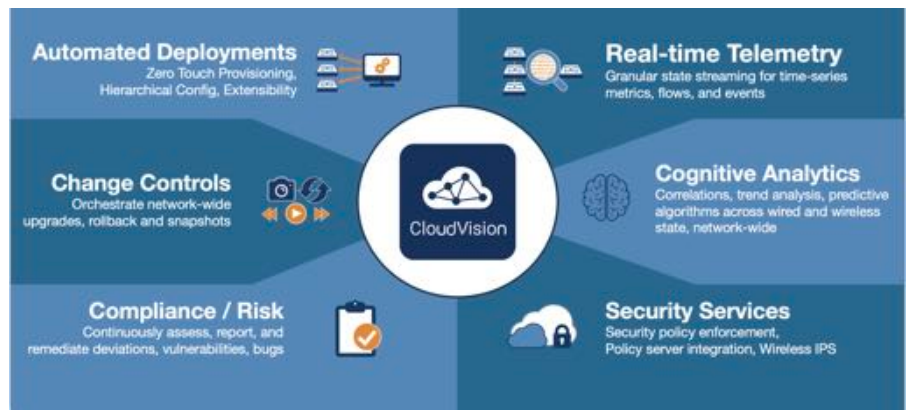 Automated Deployments
Zero Touch Provisioning,
Hierarchical Config, Extensibility
Real-time Telemetry
Granular state streaming for time-series
metrics, flows, and events
Change Controls
Orchestrate network-wide
upgrades, rollback and snapshots
CloudVision
Cognitive Analytics
Correlations, trend analysis, predictive
algorithms across wired and wireless
state, network-wide
Compliance / Risk
Continuously assess, report, and
remediate deviations, vulnerabilities, bugs
Security Services
Security policy enforcement,
Policy server integration, Wireless IPS